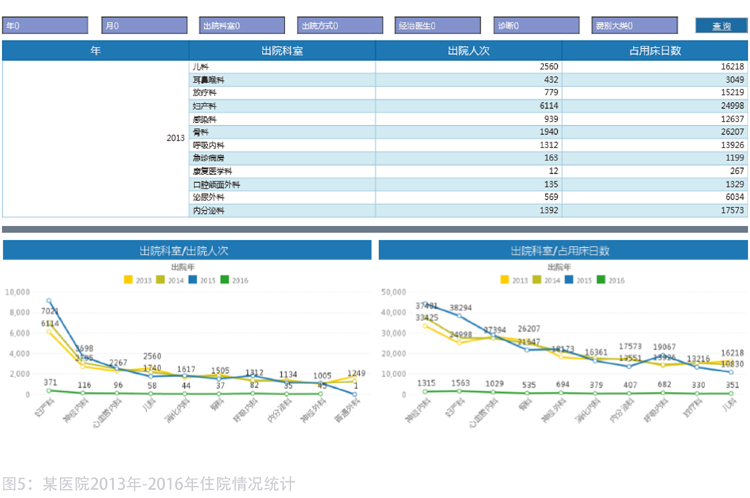 年() 月() 出院科室() 出院方式() 经治医生() 诊断() 费别大类() 查询
年 出院科室 出院人次 占用床日数
儿科 2560 16218
耳鼻喉科 432 3049
放疗科 779 15219
妇产科 6114 24998
感染科 939 12637
2013 骨科 1940 26207
呼吸内科 1312 13926
急诊病房 163 1199
康复医学科 12 267
口腔颌面外科 135 1329
泌尿外科 569 6034
内分泌科 1392 17573
出院科室/出院人次
出院年
2013 2014 2015 2016
10,000
8,000
6,000
4,000
2,000
0
7021
6114
2267
2560
1740
1617
1505
1312
1134
1005
1249
371 116 96 58 44 37 52 35 45 1
妇产科 神经内科 心血管内科 儿科 消化内科 骨科 呼吸内科 内分泌科 神经外科 普通外科
出院科室/占用床日数
出院年
2013 2014 2015 2016
50,000
40,000
30,000
20,000
10,000
0
33425
38294
24998
27394
26207
21547
18173
16361
17573
13551
19067
13926
13216
16218
10830
1315 1563 1029 535 694 379 407 682 330 351
神经内科 妇产科 心血管内科 骨科 神经外科 消化内科 内分泌科 呼吸内科 放疗科 儿科
图5：某医院2013年-2016年住院情况统计